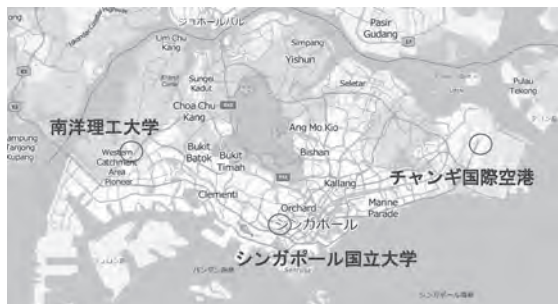 ジョホールバル
Pasir
Gudang
Lim Chu
Kang
Simpang
Yishun
Sungei
Kadut
Seletar
Pulau
Tekong
Choa Chu
Kang
南洋理工大学
Ang Mo Kio
Western
Catchment
Area
Pioneer
Bukit
Batok
Bukit
Timah
Bishan
チャンギ国際空港
Clementi
Kallang
Marine
Parade
Orchard
シンガポール
シンガポール国立大学